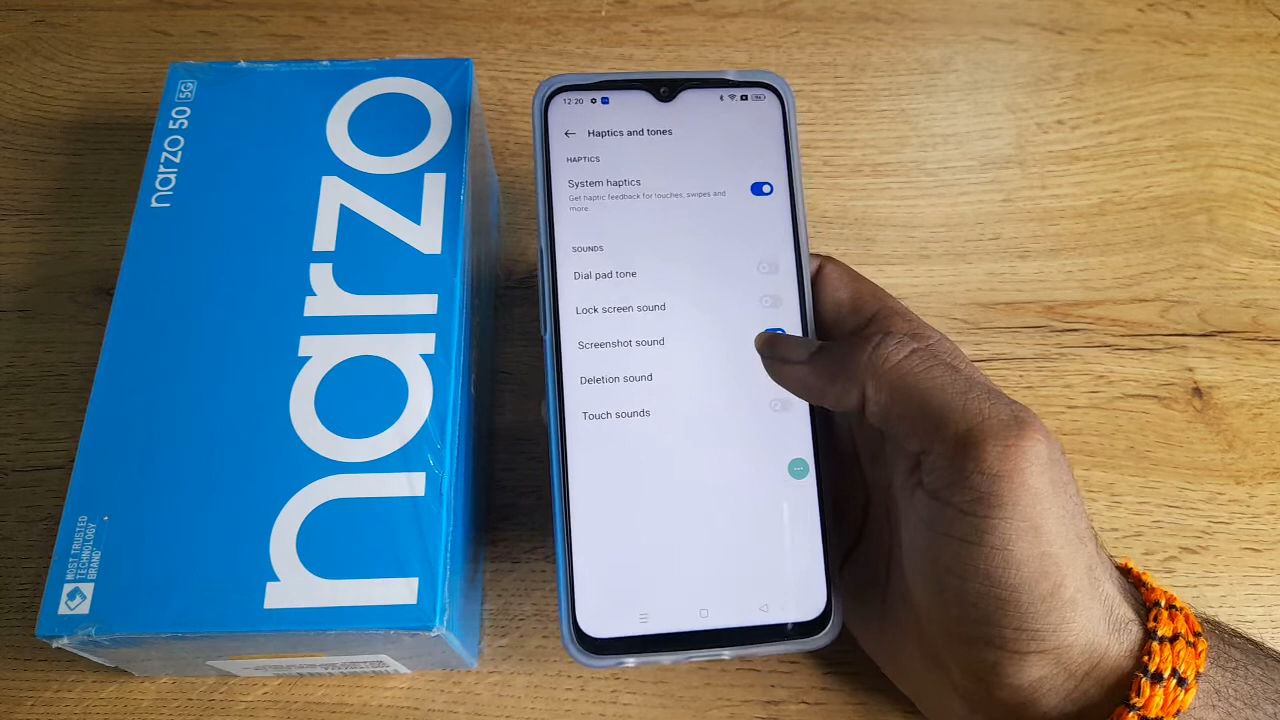 narzo 50 5G
narzo
MOST TRUSTED
TECHNOLOGY
BRAND*
12:20
Haptics and tones
HAPTICS
System haptics
Get haptic feedback for touches, swipes and
more.
SOUNDS
Dial pad tone
Lock screen sound
Screenshot sound
Deletion sound
Touch sounds